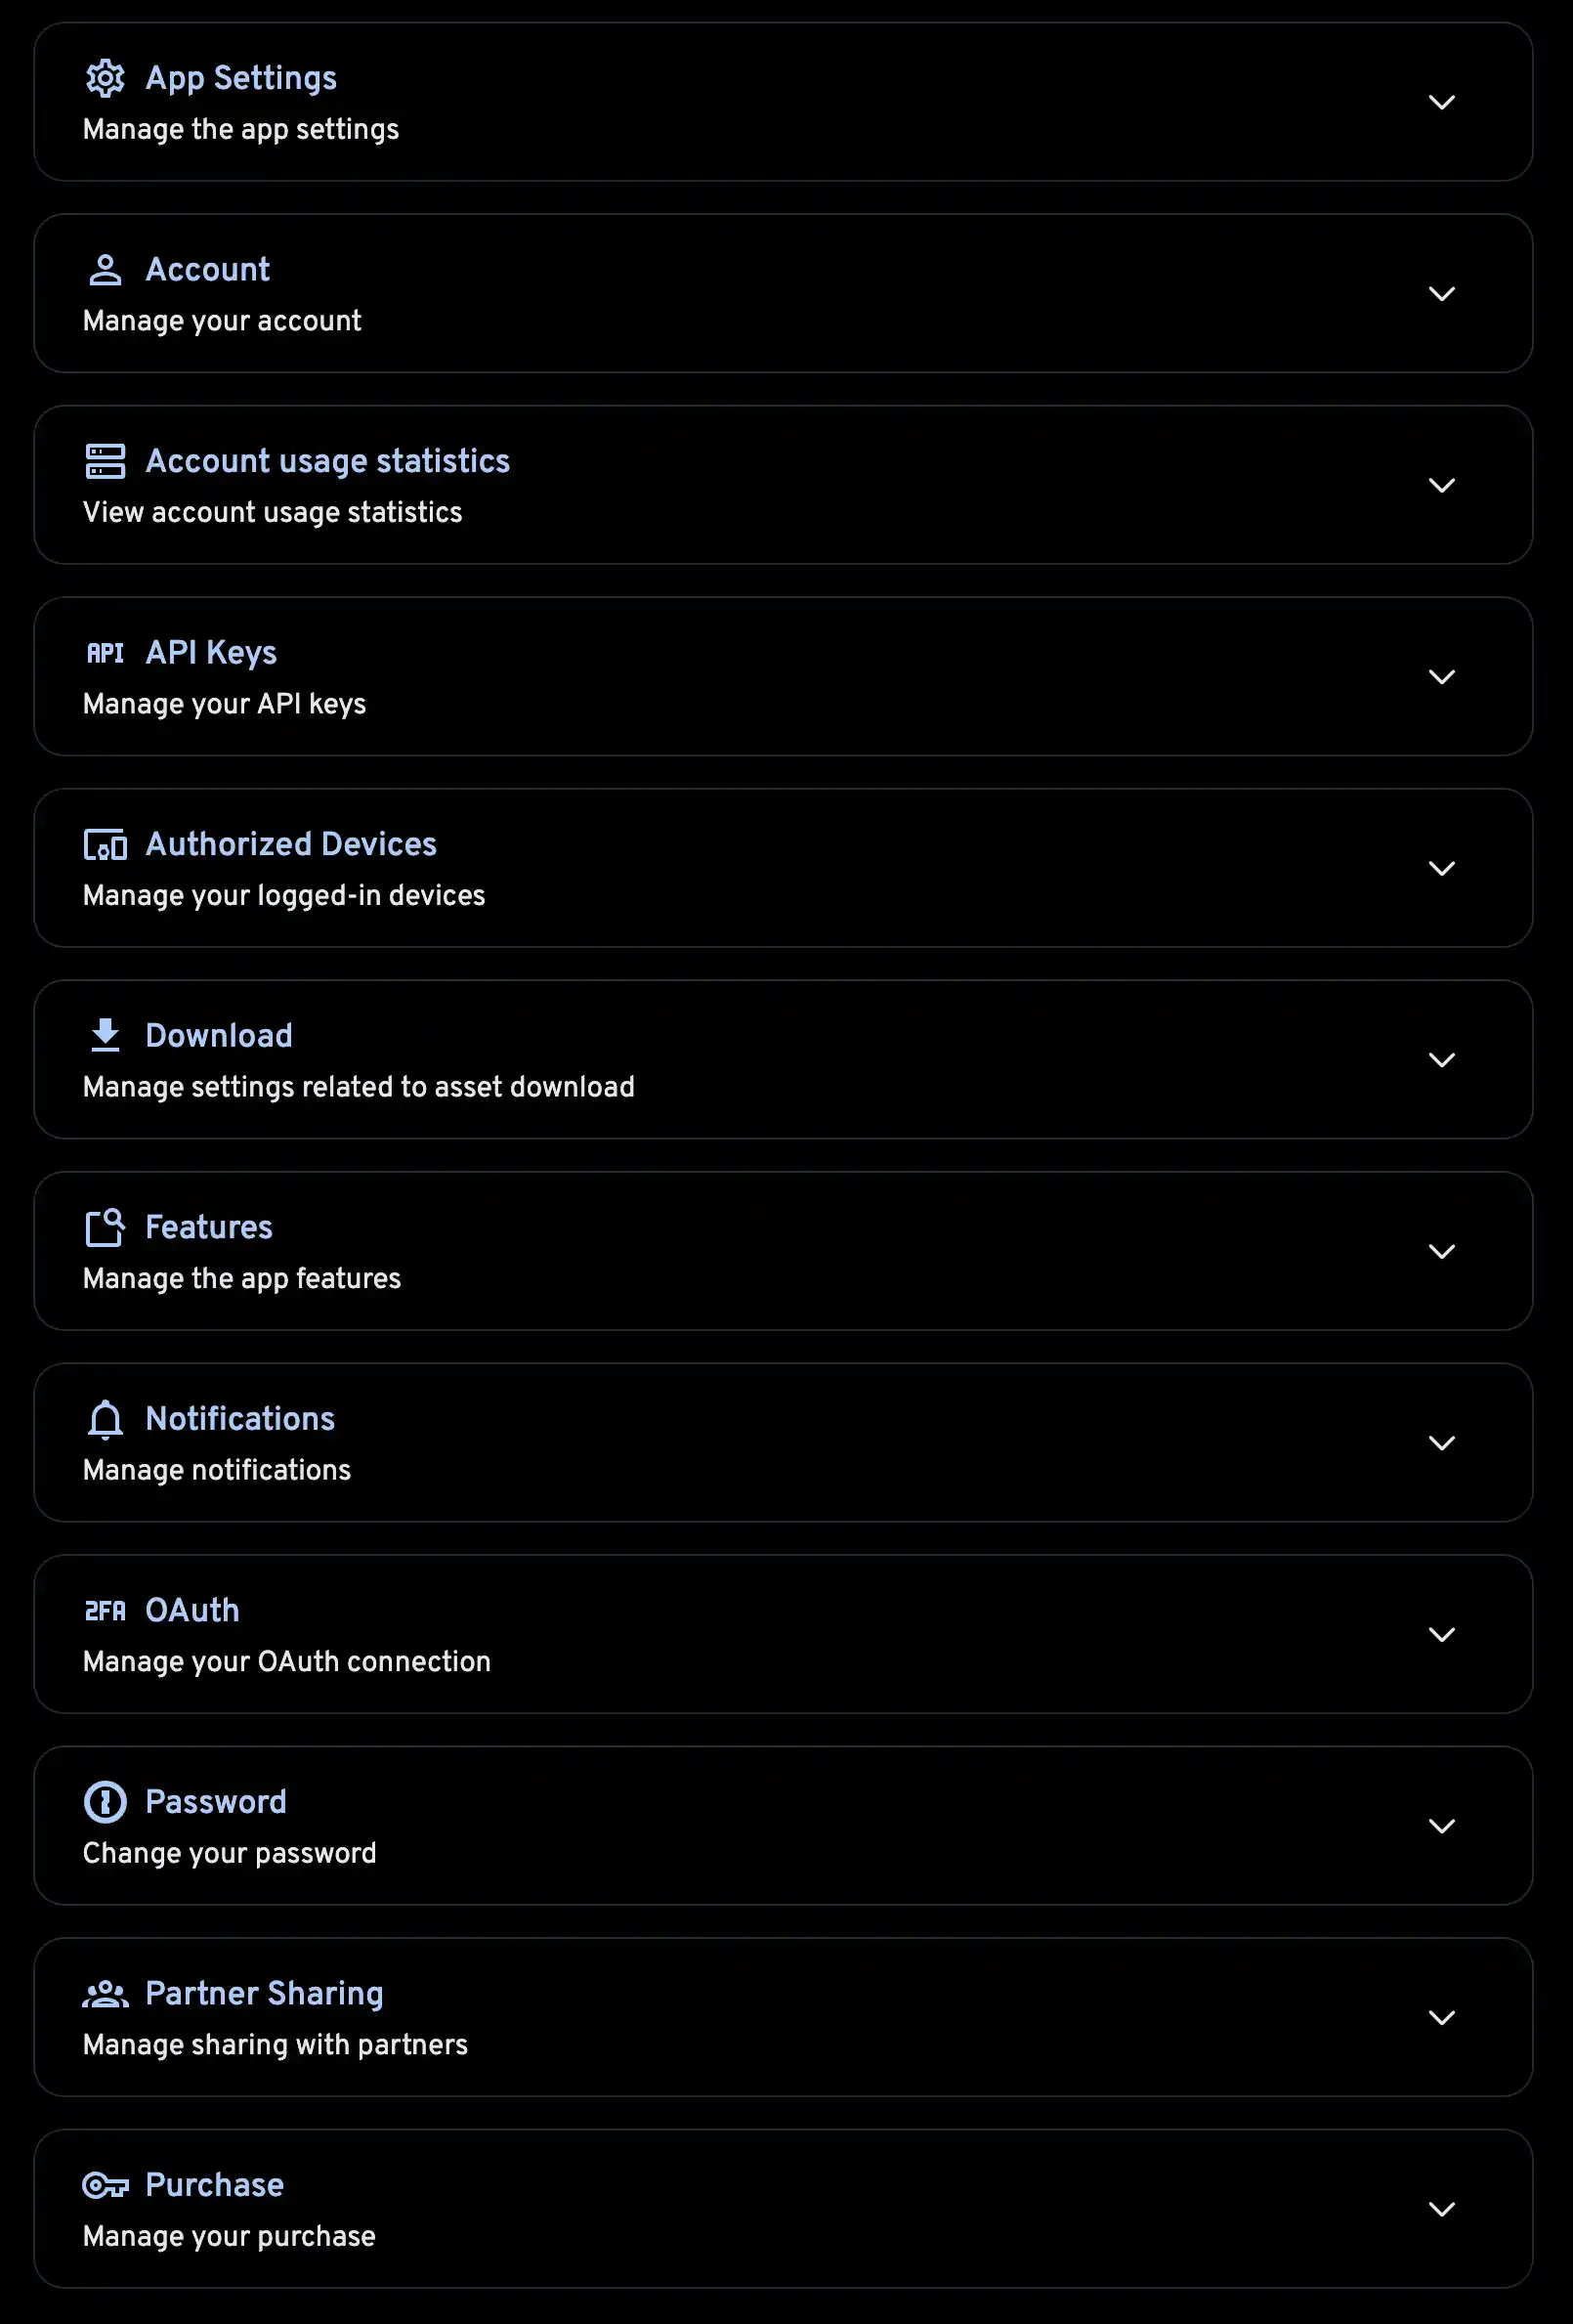 App Settings
Manage the app settings
Account
Manage your account
Account usage statistics
View account usage statistics
API API Keys
Manage your API keys
Authorized Devices
Manage your logged-in devices
Download
Manage settings related to asset download
Features
Manage the app features
Notifications
Manage notifications
2FA OAuth
Manage your OAuth connection
Password
Change your password
Partner Sharing
Manage sharing with partners
Purchase
Manage your purchase